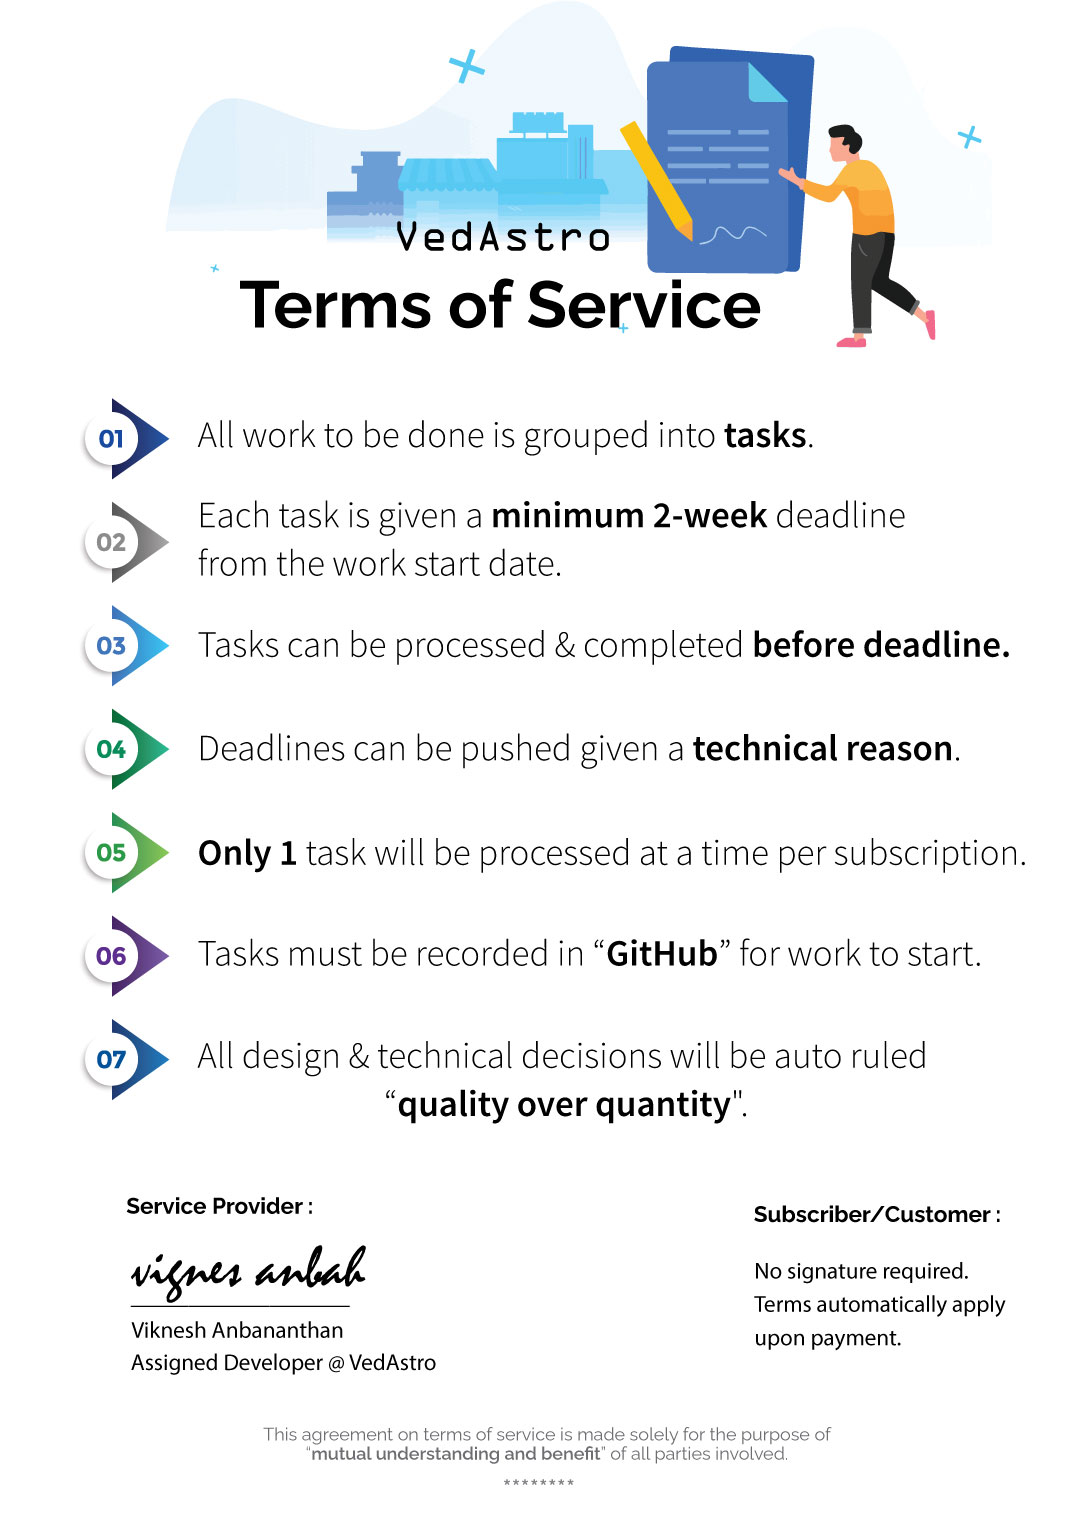 VedAstro
Terms of Service
01
All work to be done is grouped into tasks.
02
Each task is given a minimum 2-week deadline
from the work start date.
03
Tasks can be processed & completed before deadline.
04
Deadlines can be pushed given a technical reason.
05
Only 1 task will be processed at a time per subscription.
06
Tasks must be recorded in “GitHub” for work to start.
07
All design & technical decisions will be auto ruled
“quality over quantity".
Service Provider :
vignes anbah
Viknesh Anbananthan
Assigned Developer @ VedAstro
Subscriber/Customer :
No signature required.
Terms automatically apply
upon payment.
This agreement on terms of service is made solely for the purpose of
“mutual understanding and benefit” of all parties involved.
********